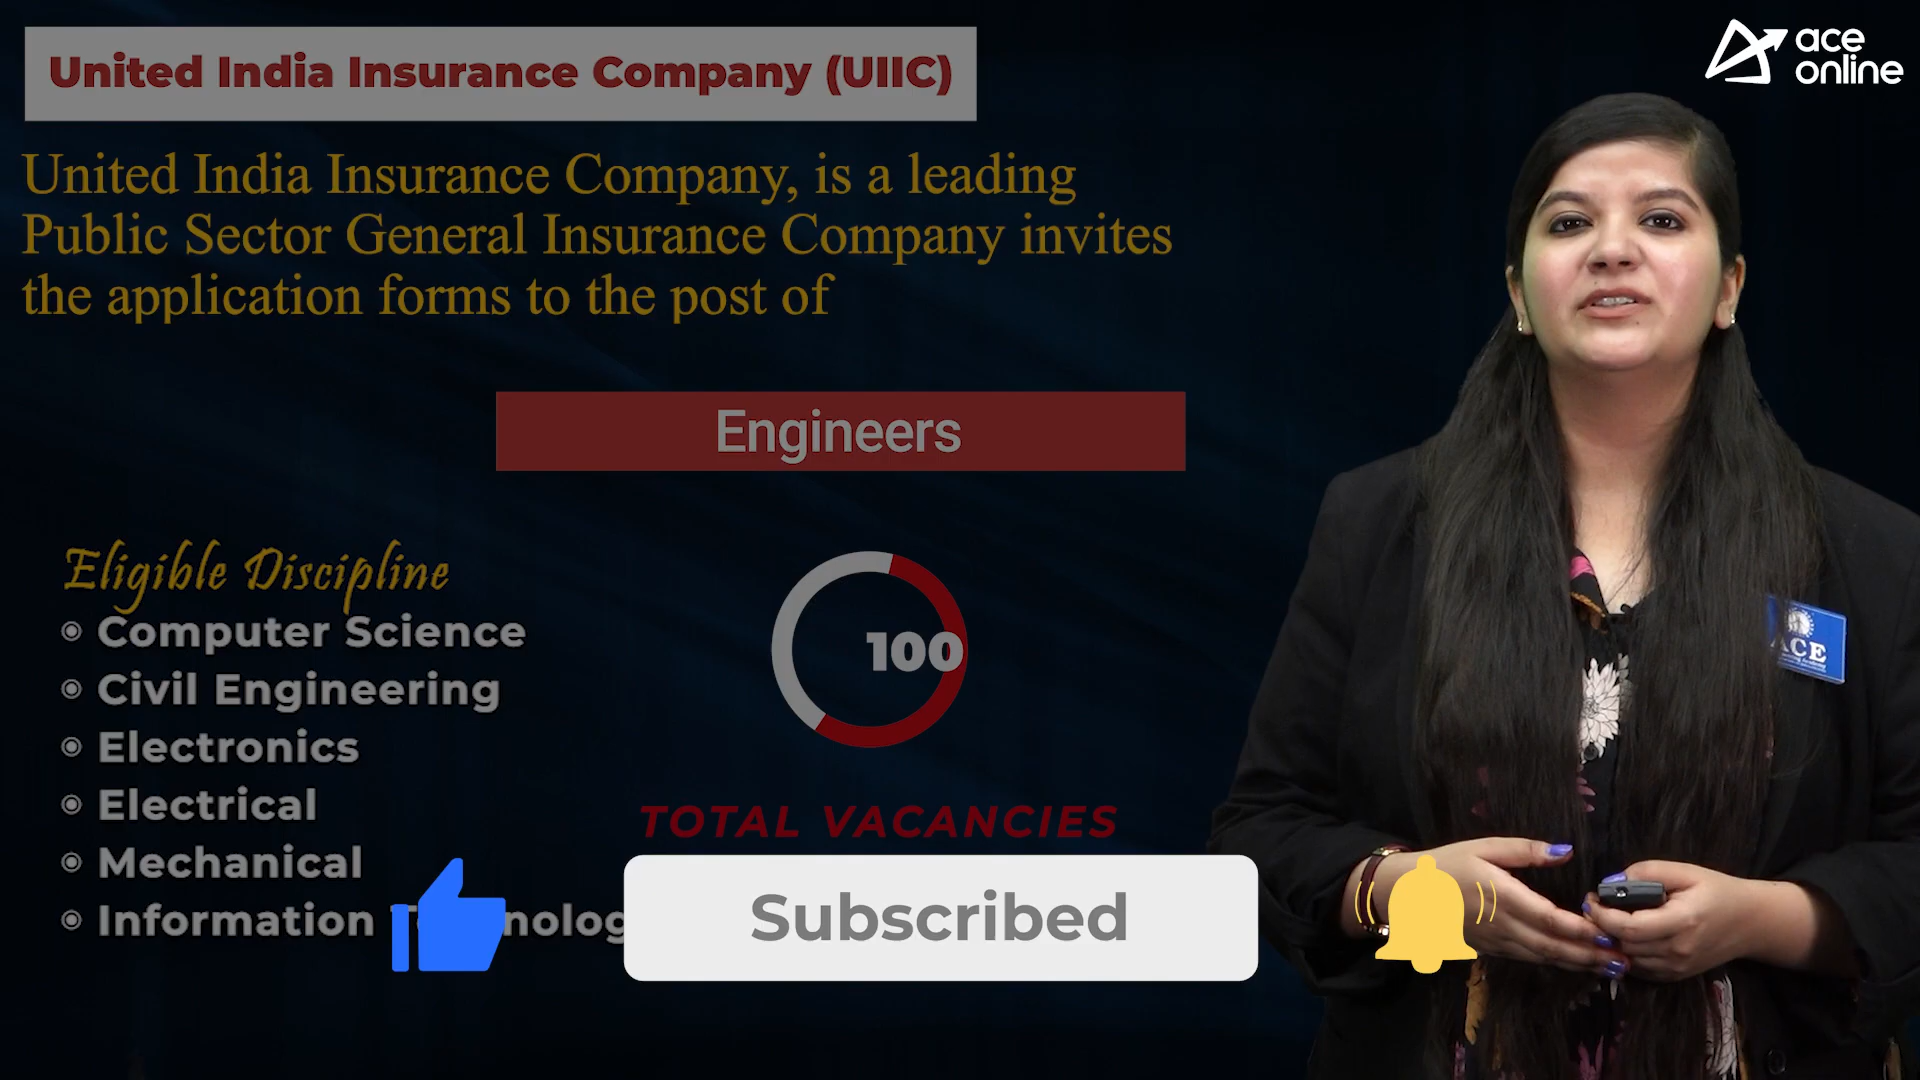 United India Insurance Company (UIIC)
ace
online
United India Insurance Company, is a leading
Public Sector General Insurance Company invites
the application forms to the post of
Engineers
Eligible Discipline
Computer Science
Civil Engineering
Electronics
Electrical
Mechanical
Information
100
TOTAL VACANCIES
Subscribed
ACE